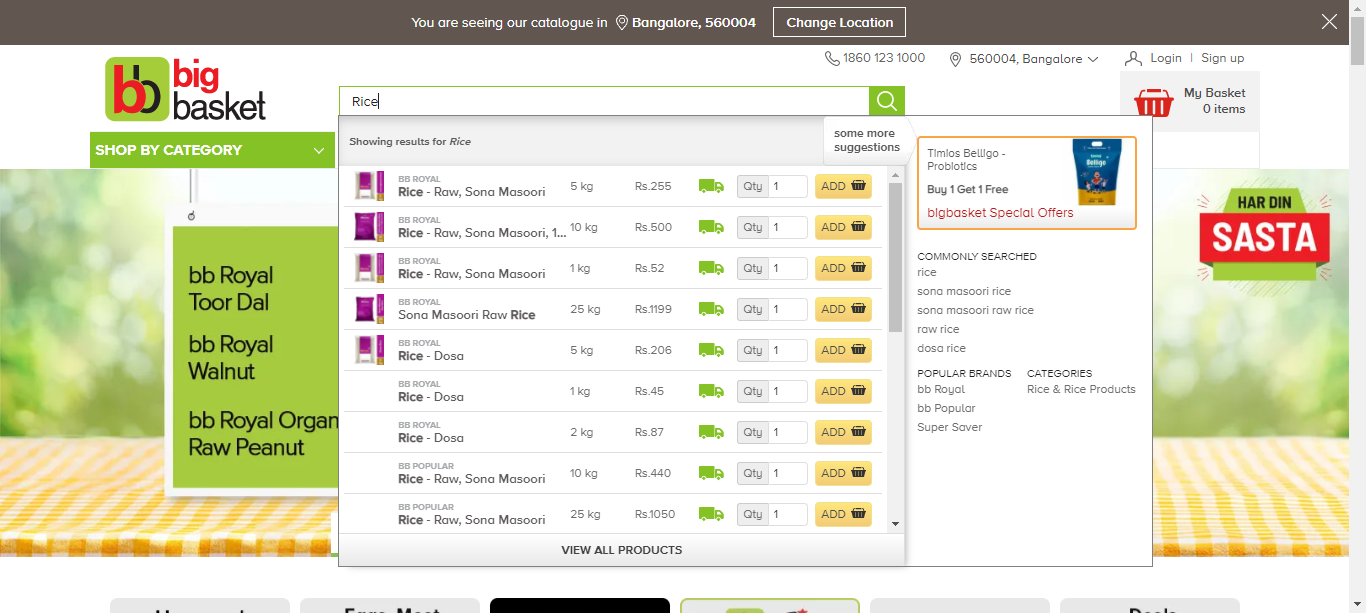 You are seeing our catalogue in Bangalore, 560004 Change Location
1860 123 1000 560004, Bangalore Login | Sign up
bb big basket
Rice
My Basket
0 items
SHOP BY CATEGORY
Showing results for Rice
some more
suggestions
BB ROYAL
Rice - Raw, Sona Masoori 5 kg Rs.255 Qty 1 ADD
BB ROYAL
Rice - Raw, Sona Masoori, 1... 10 kg Rs.500 Qty 1 ADD
BB ROYAL
Rice - Raw, Sona Masoori 1 kg Rs.52 Qty 1 ADD
BB ROYAL
Sona Masoori Raw Rice 25 kg Rs.1199 Qty 1 ADD
BB ROYAL
Rice - Dosa 5 kg Rs.206 Qty 1 ADD
BB ROYAL
Rice - Dosa 1 kg Rs.45 Qty 1 ADD
BB ROYAL
Rice - Dosa 2 kg Rs.87 Qty 1 ADD
BB POPULAR
Rice - Raw, Sona Masoori 10 kg Rs.440 Qty 1 ADD
BB POPULAR
Rice - Raw, Sona Masoori 25 kg Rs.1050 Qty 1 ADD
VIEW ALL PRODUCTS
Timios Belligo -
Probiotics
Buy 1 Get 1 Free
bigbasket Special Offers
Belligo
COMMONLY SEARCHED
rice
sona masoori rice
sona masoori raw rice
raw rice
dosa rice
POPULAR BRANDS CATEGORIES
bb Royal Rice & Rice Products
bb Popular
Super Saver
bb Royal
Toor Dal
bb Royal
Walnut
bb Royal Organ
Raw Peanut
HAR DIN
SASTA